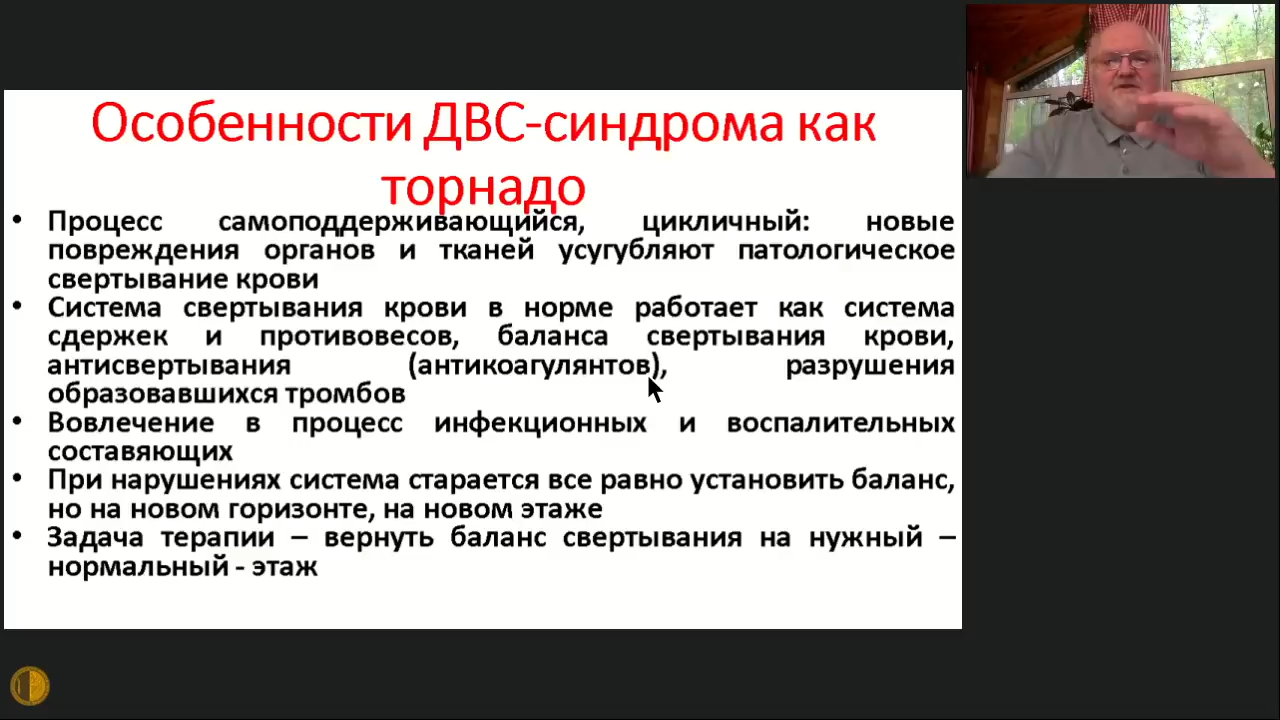 Особенности ДВС-синдрома как
торнадо
• Процесс самоподдерживающийся, цикличный: новые
повреждения органов и тканей усугубляют патологическое
свертывание крови
• Система свертывания крови в норме работает как система
сдержек и противовесов, баланса свертывания крови,
антисвертывания (антикоагулянтов), разрушения
образовавшихся тромбов
• Вовлечение в процесс инфекционных и воспалительных
составяющих
• При нарушениях система старается все равно установить баланс,
но на новом горизонте, на новом этаже
• Задача терапии – вернуть баланс свертывания на нужный –
нормальный - этаж